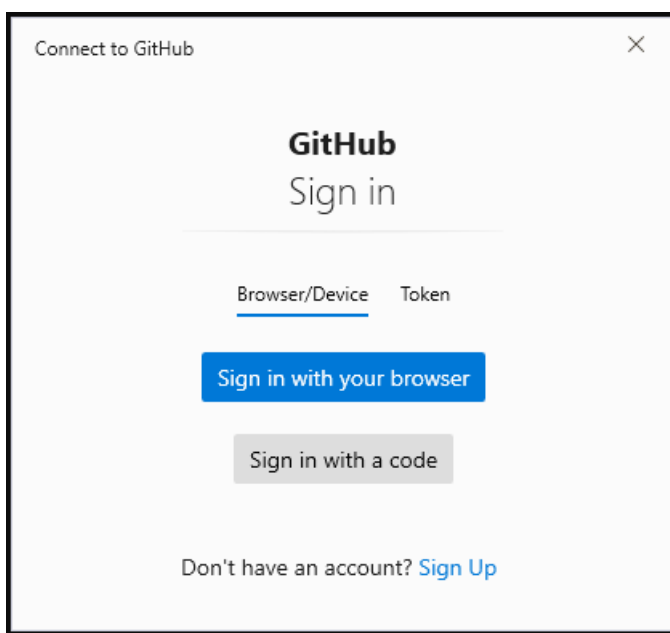 Connect to GitHub
GitHub
Sign in
Browser/Device Token
Sign in with your browser
Sign in with a code
Don't have an account? Sign Up